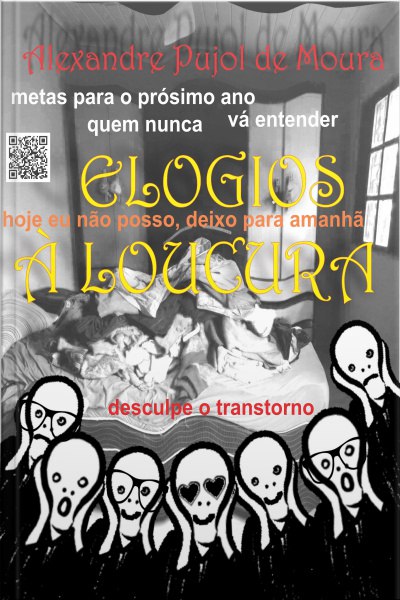 Alexandre Pujol de Moura
metas para o prósimo ano
quem nunca
vá entender
ELOGIOS
hoje eu não posso, deixo para amanhã
À LOUCURA
desculpe o transtorno